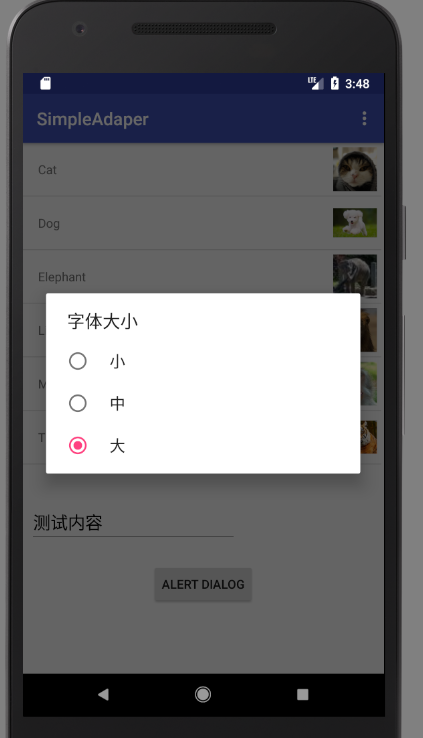 LTE 3:48
SimpleAdaper
Cat
Dog
Elephant
字体大小
L
小
M
中
T
大
测试内容
ALERT DIALOG